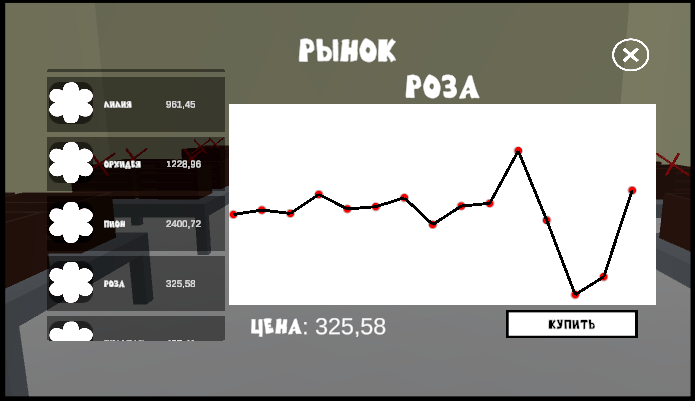 РЫНОК
РОЗА
ЛИЛИЯ 961,45
ОРХИДЕЯ 1228,96
ПИОН 2400,72
РОЗА 325,58
ЦЕНА: 325,58
КУПИТЬ